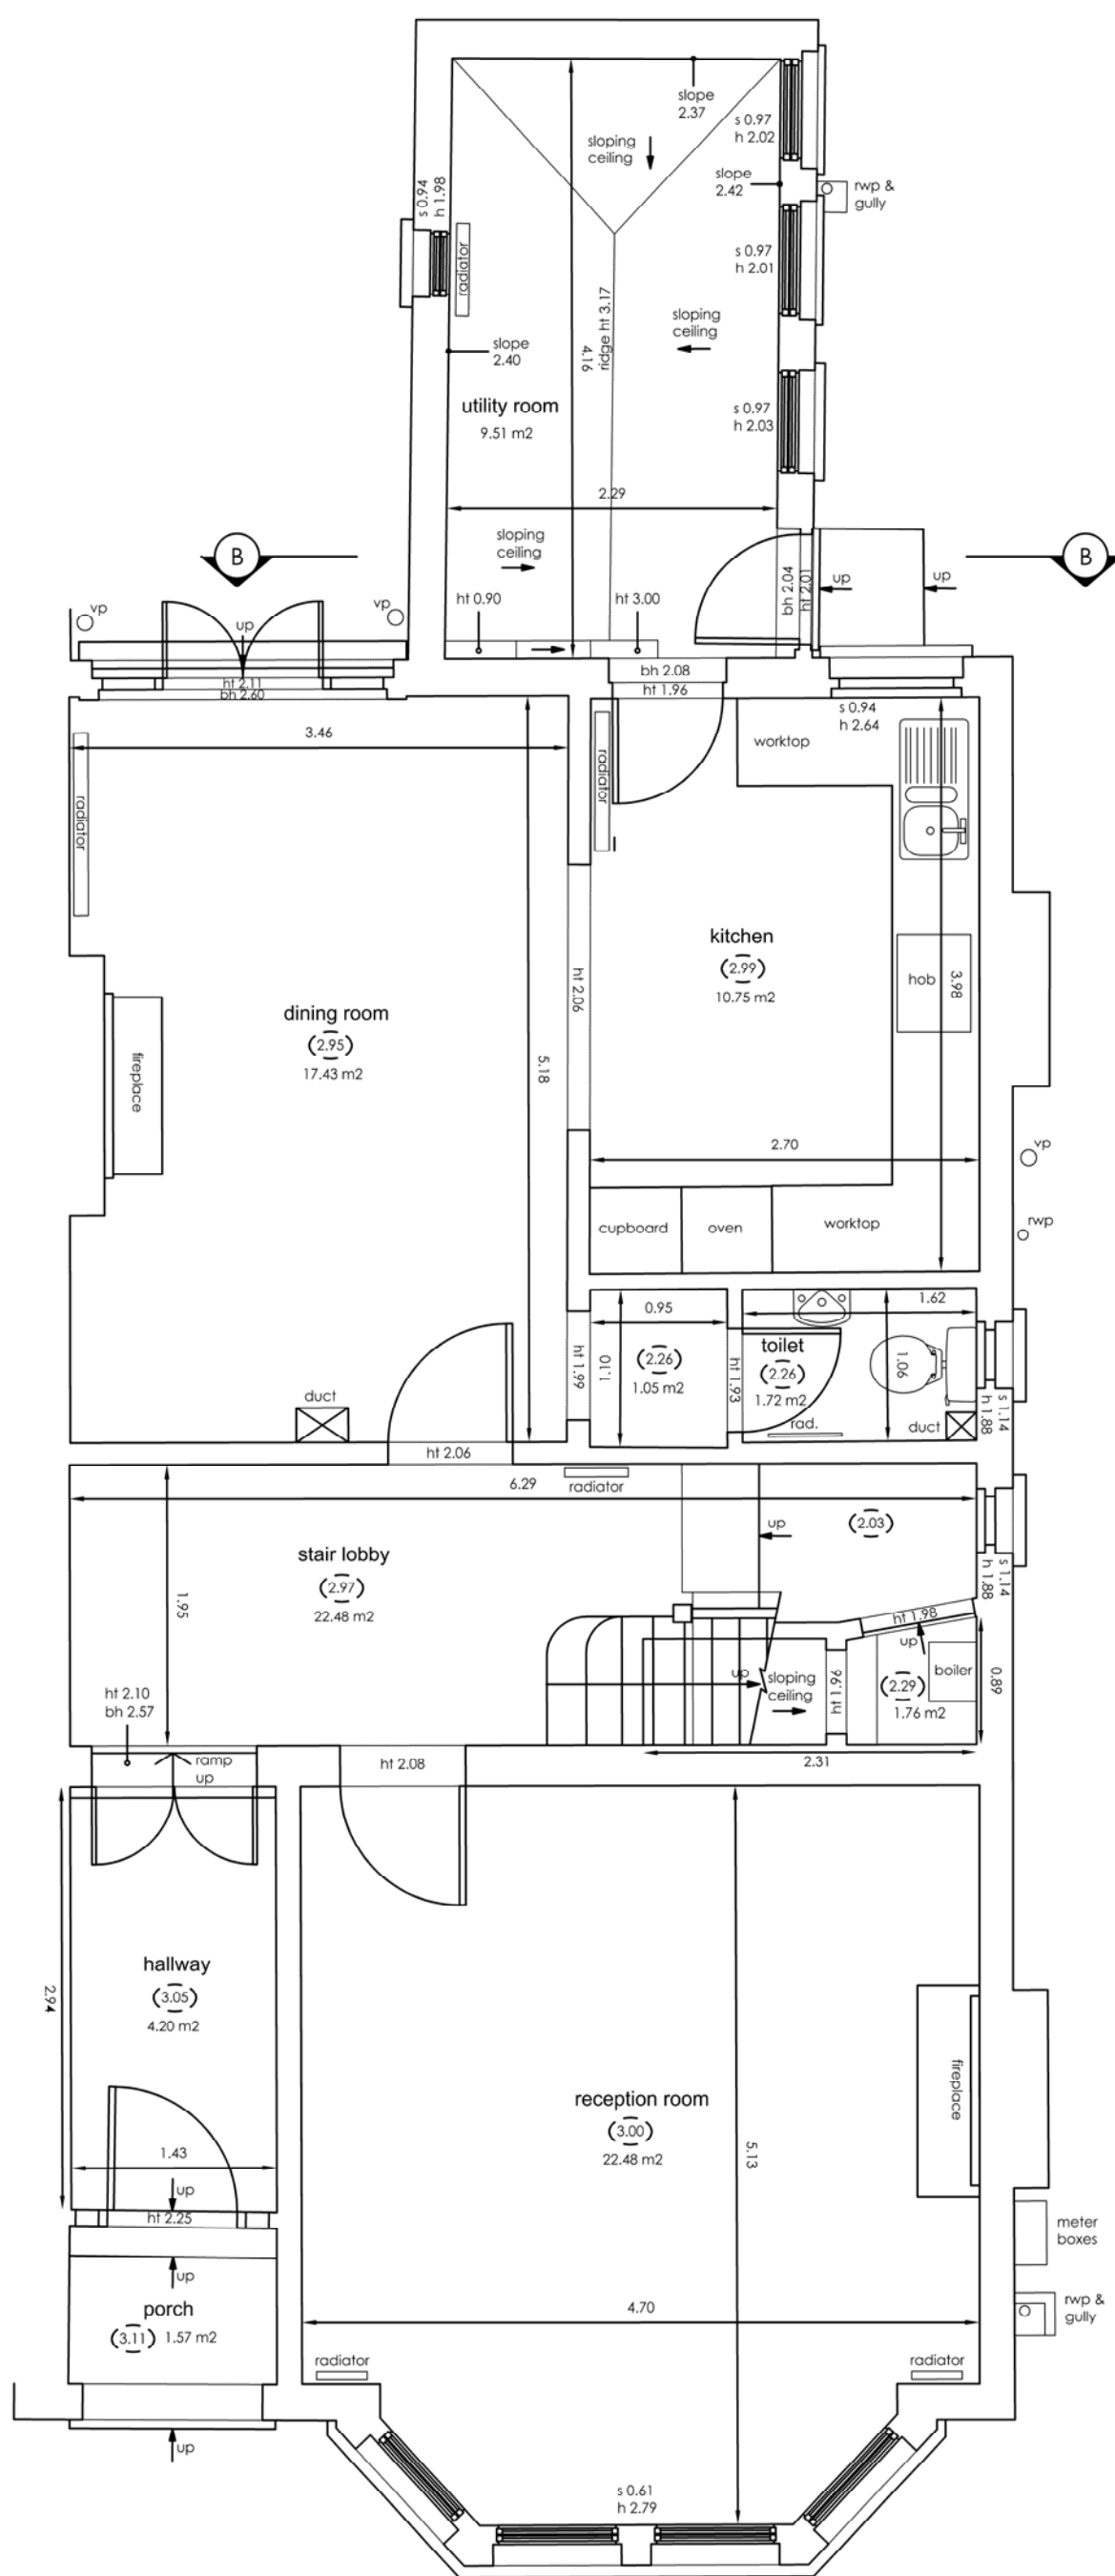 slope
2.37
s 0.97
h 2.02
sloping
ceiling
slope
2.42
rwp &
gully
s 0.94
h 1.98
radiator
s 0.97
h 2.01
ridge ht 3.17
4.16
sloping
ceiling
slope
2.40
utility room
9.51 m2
s 0.97
h 2.03
2.29
sloping
ceiling
B
B
bh 2.04
ht 2.01
up
up
ht 0.90
ht 3.00
vp
vp
up
bh 2.08
ht 1.96
ht 2.11
bh 2.60
s 0.94
h 2.64
3.46
radiator
radiator
worktop
kitchen
2.99
10.75 m2
hob
3.98
ht 2.06
dining room
2.95
17.43 m2
fireplace
5.18
2.70
vp
cupboard
oven
worktop
rwp
0.95
1.62
ht 1.99
1.10
2.26
1.05 m2
ht 1.93
toilet
2.26
1.72 m2
1.06
rad.
duct
s 1.14
h 1.88
duct
ht 2.06
radiator
6.29
up
2.03
stair lobby
2.97
22.48 m2
1.95
s 1.14
h 1.88
ht 1.98
up
up
sloping
ceiling
ht 1.96
boiler
2.29
1.76 m2
0.89
ht 2.10
bh 2.57
ramp
up
ht 2.08
2.31
hallway
3.05
4.20 m2
2.94
reception room
3.00
22.48 m2
5.13
fireplace
1.43
up
ht 2.25
up
meter
boxes
porch
3.11 1.57 m2
4.70
rwp &
gully
radiator
radiator
up
s 0.61
h 2.79